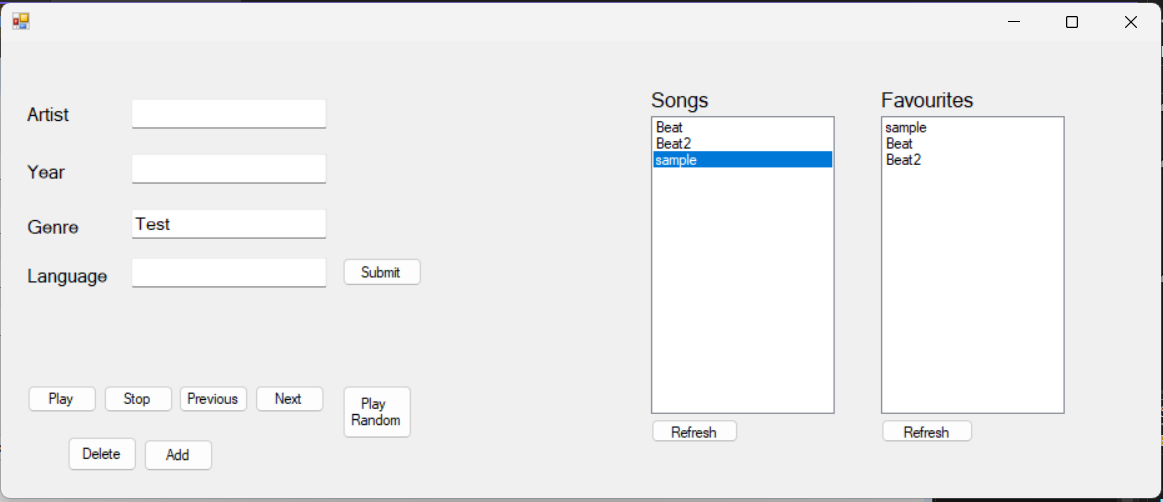 Artist
Year
Genre Test
Language Submit
Play Stop Previous Next Play Random
Delete Add
Songs
Beat
Beat2
sample
Refresh
Favourites
sample
Beat
Beat2
Refresh